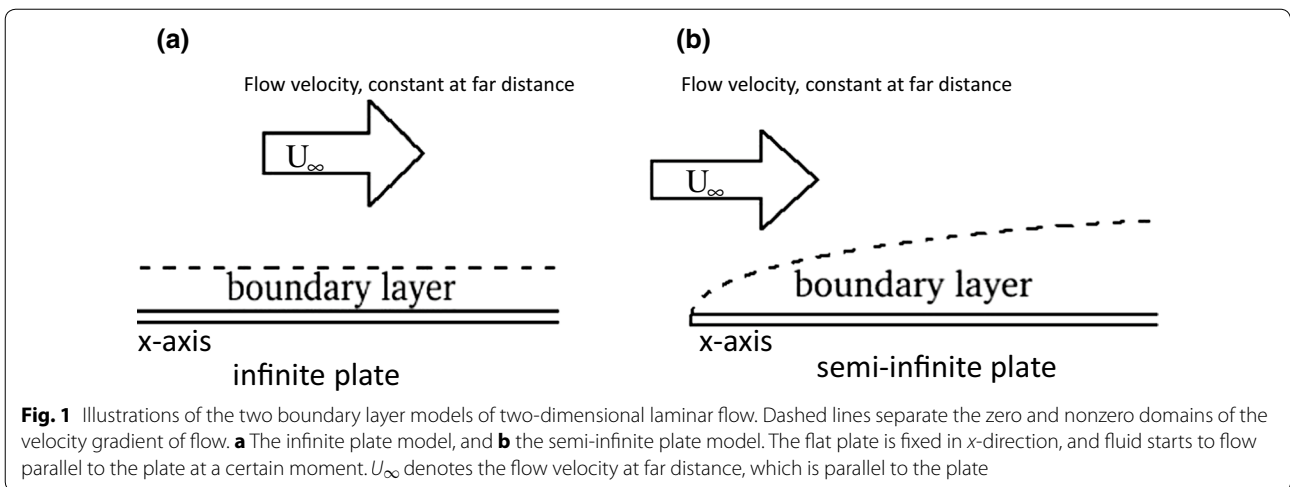 (a)
Flow velocity, constant at far distance
U∞
boundary layer
x-axis
infinite plate
(b)
Flow velocity, constant at far distance
U∞
boundary layer
x-axis
semi-infinite plate
Fig. 1 Illustrations of the two boundary layer models of two-dimensional laminar flow. Dashed lines separate the zero and nonzero domains of the
velocity gradient of flow. a The infinite plate model, and b the semi-infinite plate model. The flat plate is fixed in x-direction, and fluid starts to flow
parallel to the plate at a certain moment. U∞ denotes the flow velocity at far distance, which is parallel to the plate